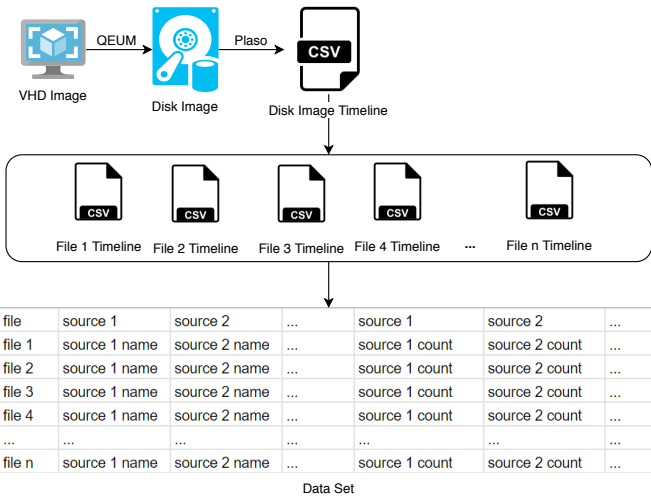 QEUM
Plaso
CSV
VHD Image
Disk Image
Disk Image Timeline
CSV CSV CSV CSV CSV
File 1 Timeline File 2 Timeline File 3 Timeline File 4 Timeline ... File n Timeline
file source 1 source 2 ... source 1 source 2 ...
file 1 source 1 name source 2 name ... source 1 count source 2 count ...
file 2 source 1 name source 2 name ... source 1 count source 2 count ...
file 3 source 1 name source 2 name ... source 1 count source 2 count ...
file 4 source 1 name source 2 name ... source 1 count source 2 count ...
... ... ... ... ... ... ...
file n source 1 name source 2 name ... source 1 count source 2 count ...
Data Set